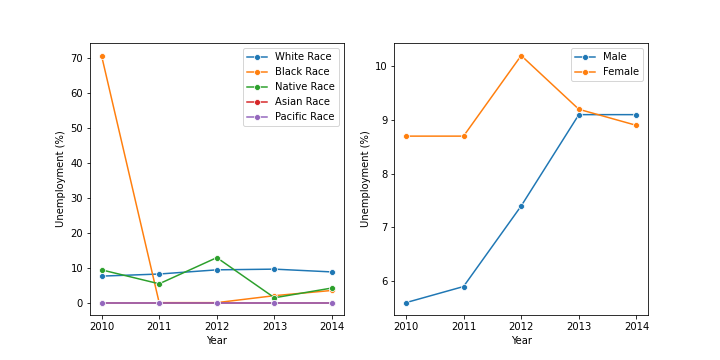 White Race
Black Race
Native Race
Asian Race
Pacific Race
70
60
50
40
30
20
10
0
Unemployment (%)
2010 2011 2012 2013 2014
Year
Male
Female
10
9
8
7
6
Unemployment (%)
2010 2011 2012 2013 2014
Year